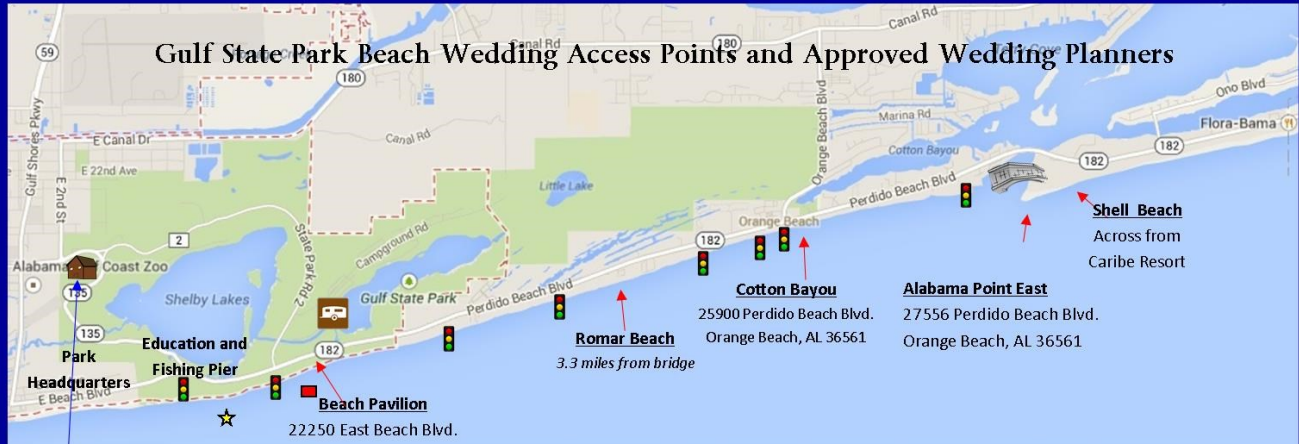 Gulf State Park Beach Wedding Access Points and Approved Wedding Planners
59
Gulf Shores Pkwy
E 2nd St
E Canal Dr
E 22nd Ave
180
Canal Rd
180
Canal Rd
Canal Rd
Orange Beach Blvd
Terry Cove
Marina Rd
Cotton Bayou
Ono Blvd
Flora-Bama
182
182
Perdido Beach Blvd
Little Lake
Orange Beach
182
Shell Beach
Across from
Caribe Resort
2
State Park Rd 2
Campground Rd
Alabama
Coast Zoo
135
Shelby Lakes
Gulf State Park
Perdido Beach Blvd
135
182
Park
Headquarters
E Beach Blvd
Education and
Fishing Pier
Beach Pavilion
22250 East Beach Blvd.
Romar Beach
3.3 miles from bridge
Cotton Bayou
25900 Perdido Beach Blvd.
Orange Beach, AL 36561
Alabama Point East
27556 Perdido Beach Blvd.
Orange Beach, AL 36561